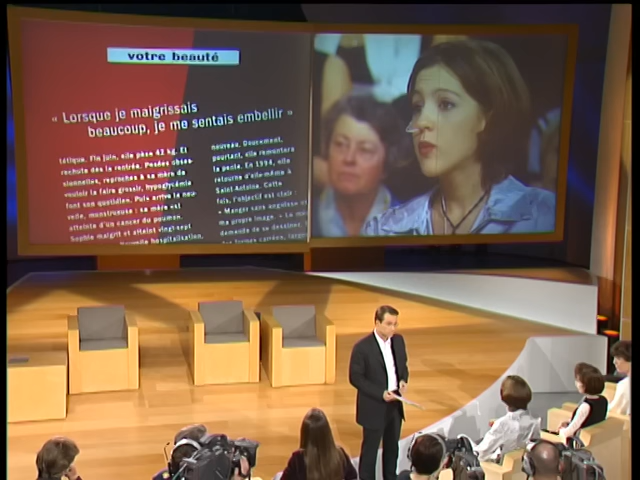 votre beauté
« Lorsque je maigrissais
beaucoup, je me sentais embellir »
tétique. Fin juin, elle pèse 42 kg. Et
rechute dès la rentrée. Pesées obses-
sionnelles, reproches à sa mère de
vouloir la faire grossir, hypoglycémie
font son quotidien. Puis arrive la nou-
velle, monstrueuse : sa mère est
atteinte d'un cancer du poumon.
Sophie maigrit et atteint vingt-sept
hospitalisation.
nouveau. Doucement,
pourtant, elle remontera
la pente. En 1994, elle
retourne d'elle-même à
Saint-Antoine. Cette
fois, l'objectif est clair :
« Manger sans angoisse
image.
demande de se dessiner,